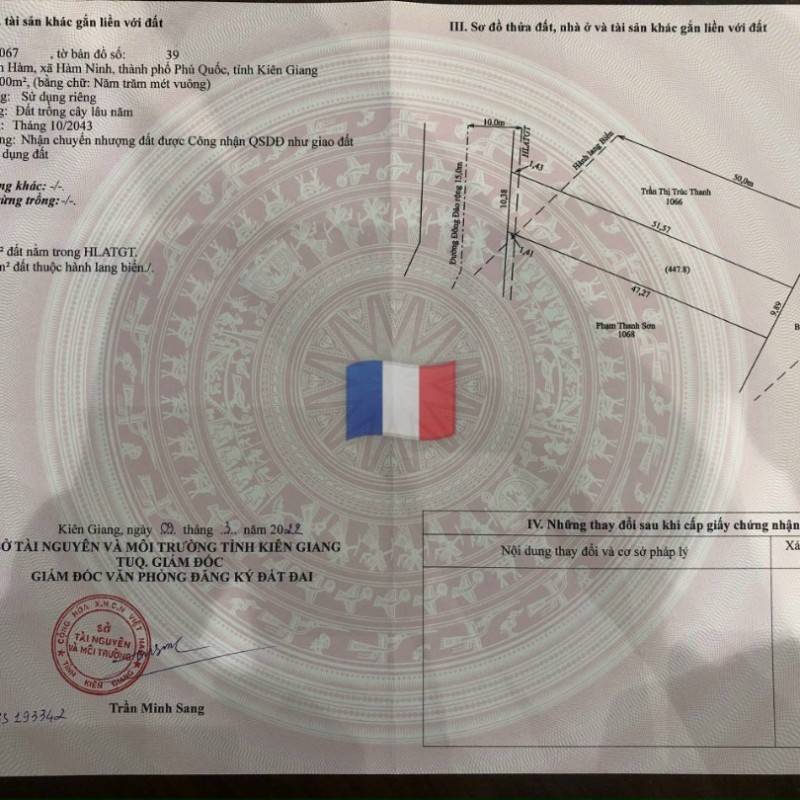 tài sản khác gắn liền với đất
067 , tờ bản đồ số: 39
Hàm, xã Hàm Ninh, thành phố Phú Quốc, tỉnh Kiên Giang
00m², (bằng chữ: Năm trăm mét vuông)
g: Sử dụng riêng
g: Đất trồng cây lâu năm
: Tháng 10/2043
ng: Nhận chuyển nhượng đất được Công nhận QSDĐ như giao đất
dụng đất
ng khác: -/-.
rừng trồng: -/-.
² đất nằm trong HLATGT.
m² đất thuộc hành lang biển./.
Kiên Giang, ngày 09 tháng 3 năm 2022
SỞ TÀI NGUYÊN VÀ MÔI TRƯỜNG TỈNH KIÊN GIANG
TUQ. GIÁM ĐỐC
GIÁM ĐỐC VĂN PHÒNG ĐĂNG KÝ ĐẤT ĐAI
CỘNG HÒA X.H.C.N VIỆT NAM
SỞ
TÀI NGUYÊN
VÀ MÔI TRƯỜNG
TỈNH KIÊN GIANG
Trần Minh Sang
193342
III. Sơ đồ thửa đất, nhà ở và tài sản khác gắn liền với đất
10.0m
HLATGT
1,43
Hành lang Biển
50,0m
Trần Thị Trúc Thanh
1066
Đường Đông Đảo rộng 15,0m
10,38
51,57
1,41
(447.8)
47,27
9,89
Phạm Thanh Sơn
1068
IV. Những thay đổi sau khi cấp giấy chứng nhận
Nội dung thay đổi và cơ sở pháp lý
Xá